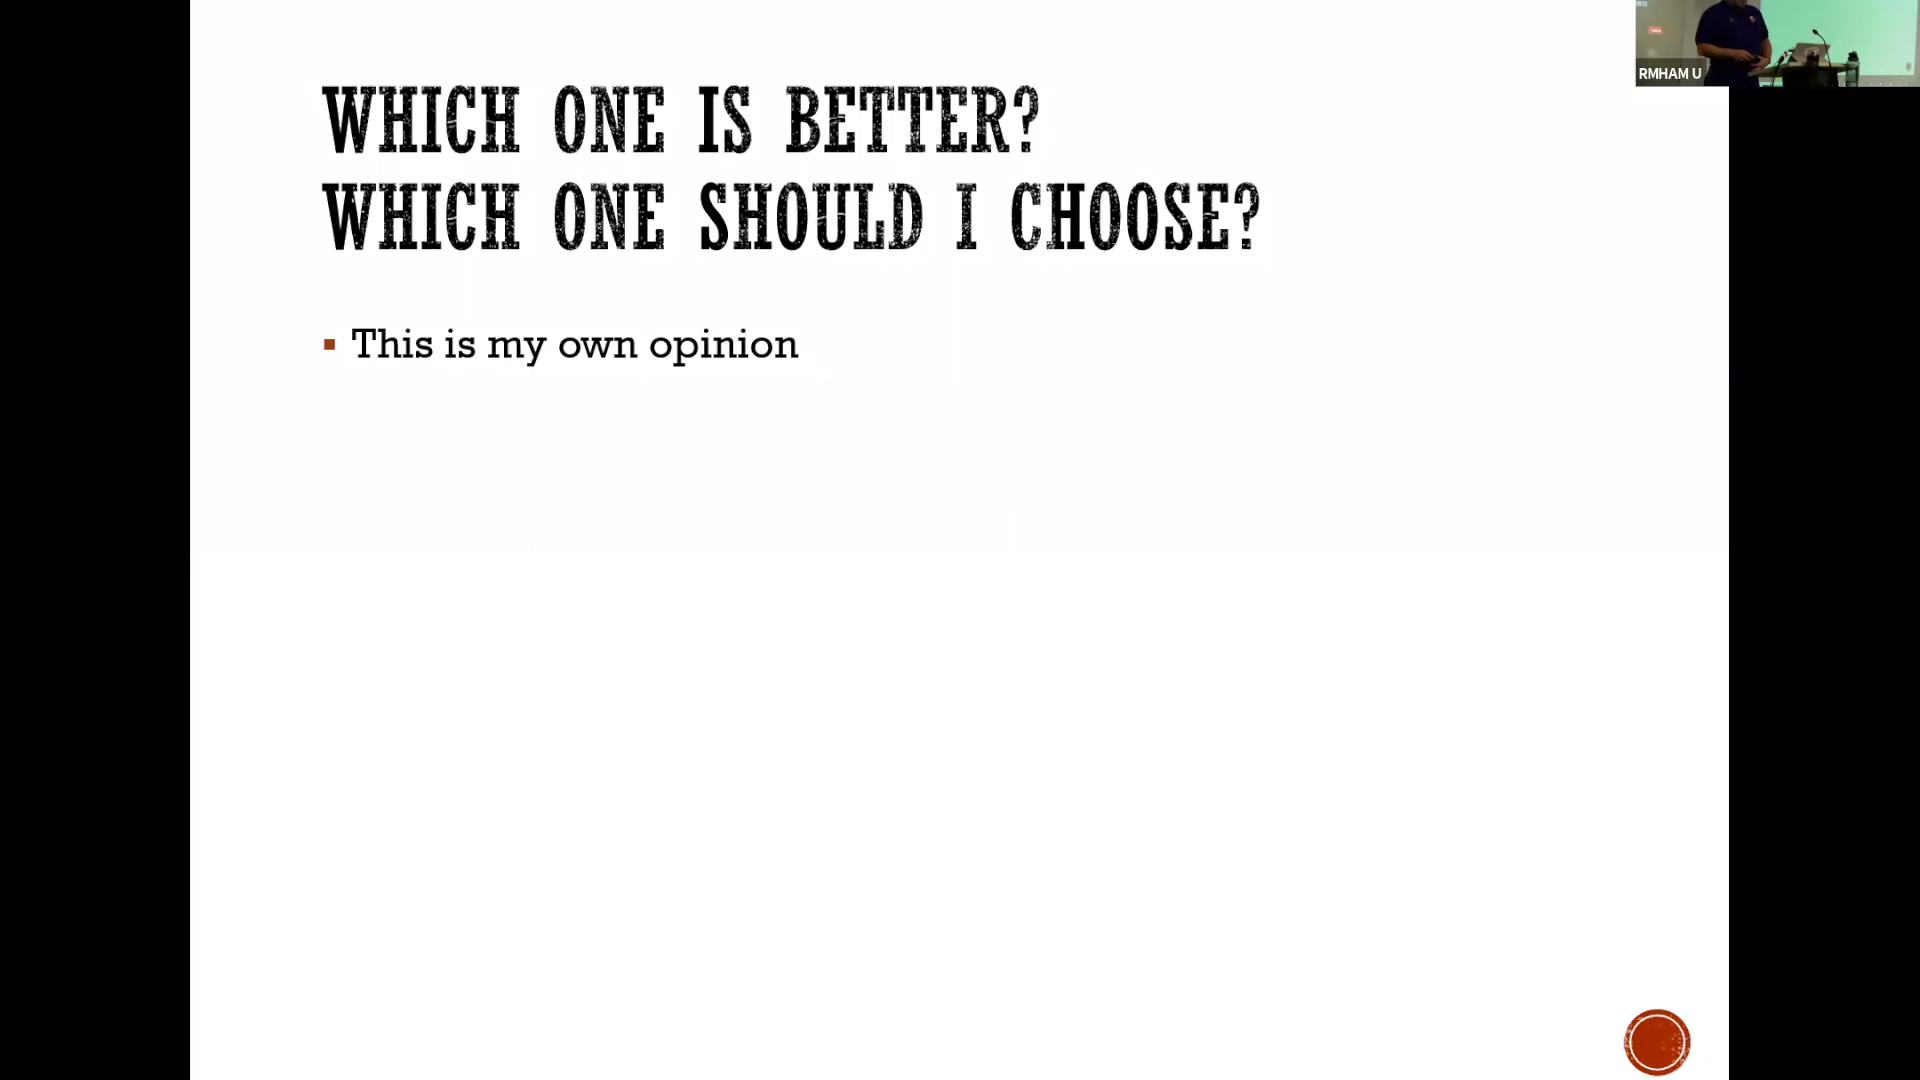 WHICH ONE IS BETTER?
WHICH ONE SHOULD I CHOOSE?
This is my own opinion
RMHAM U